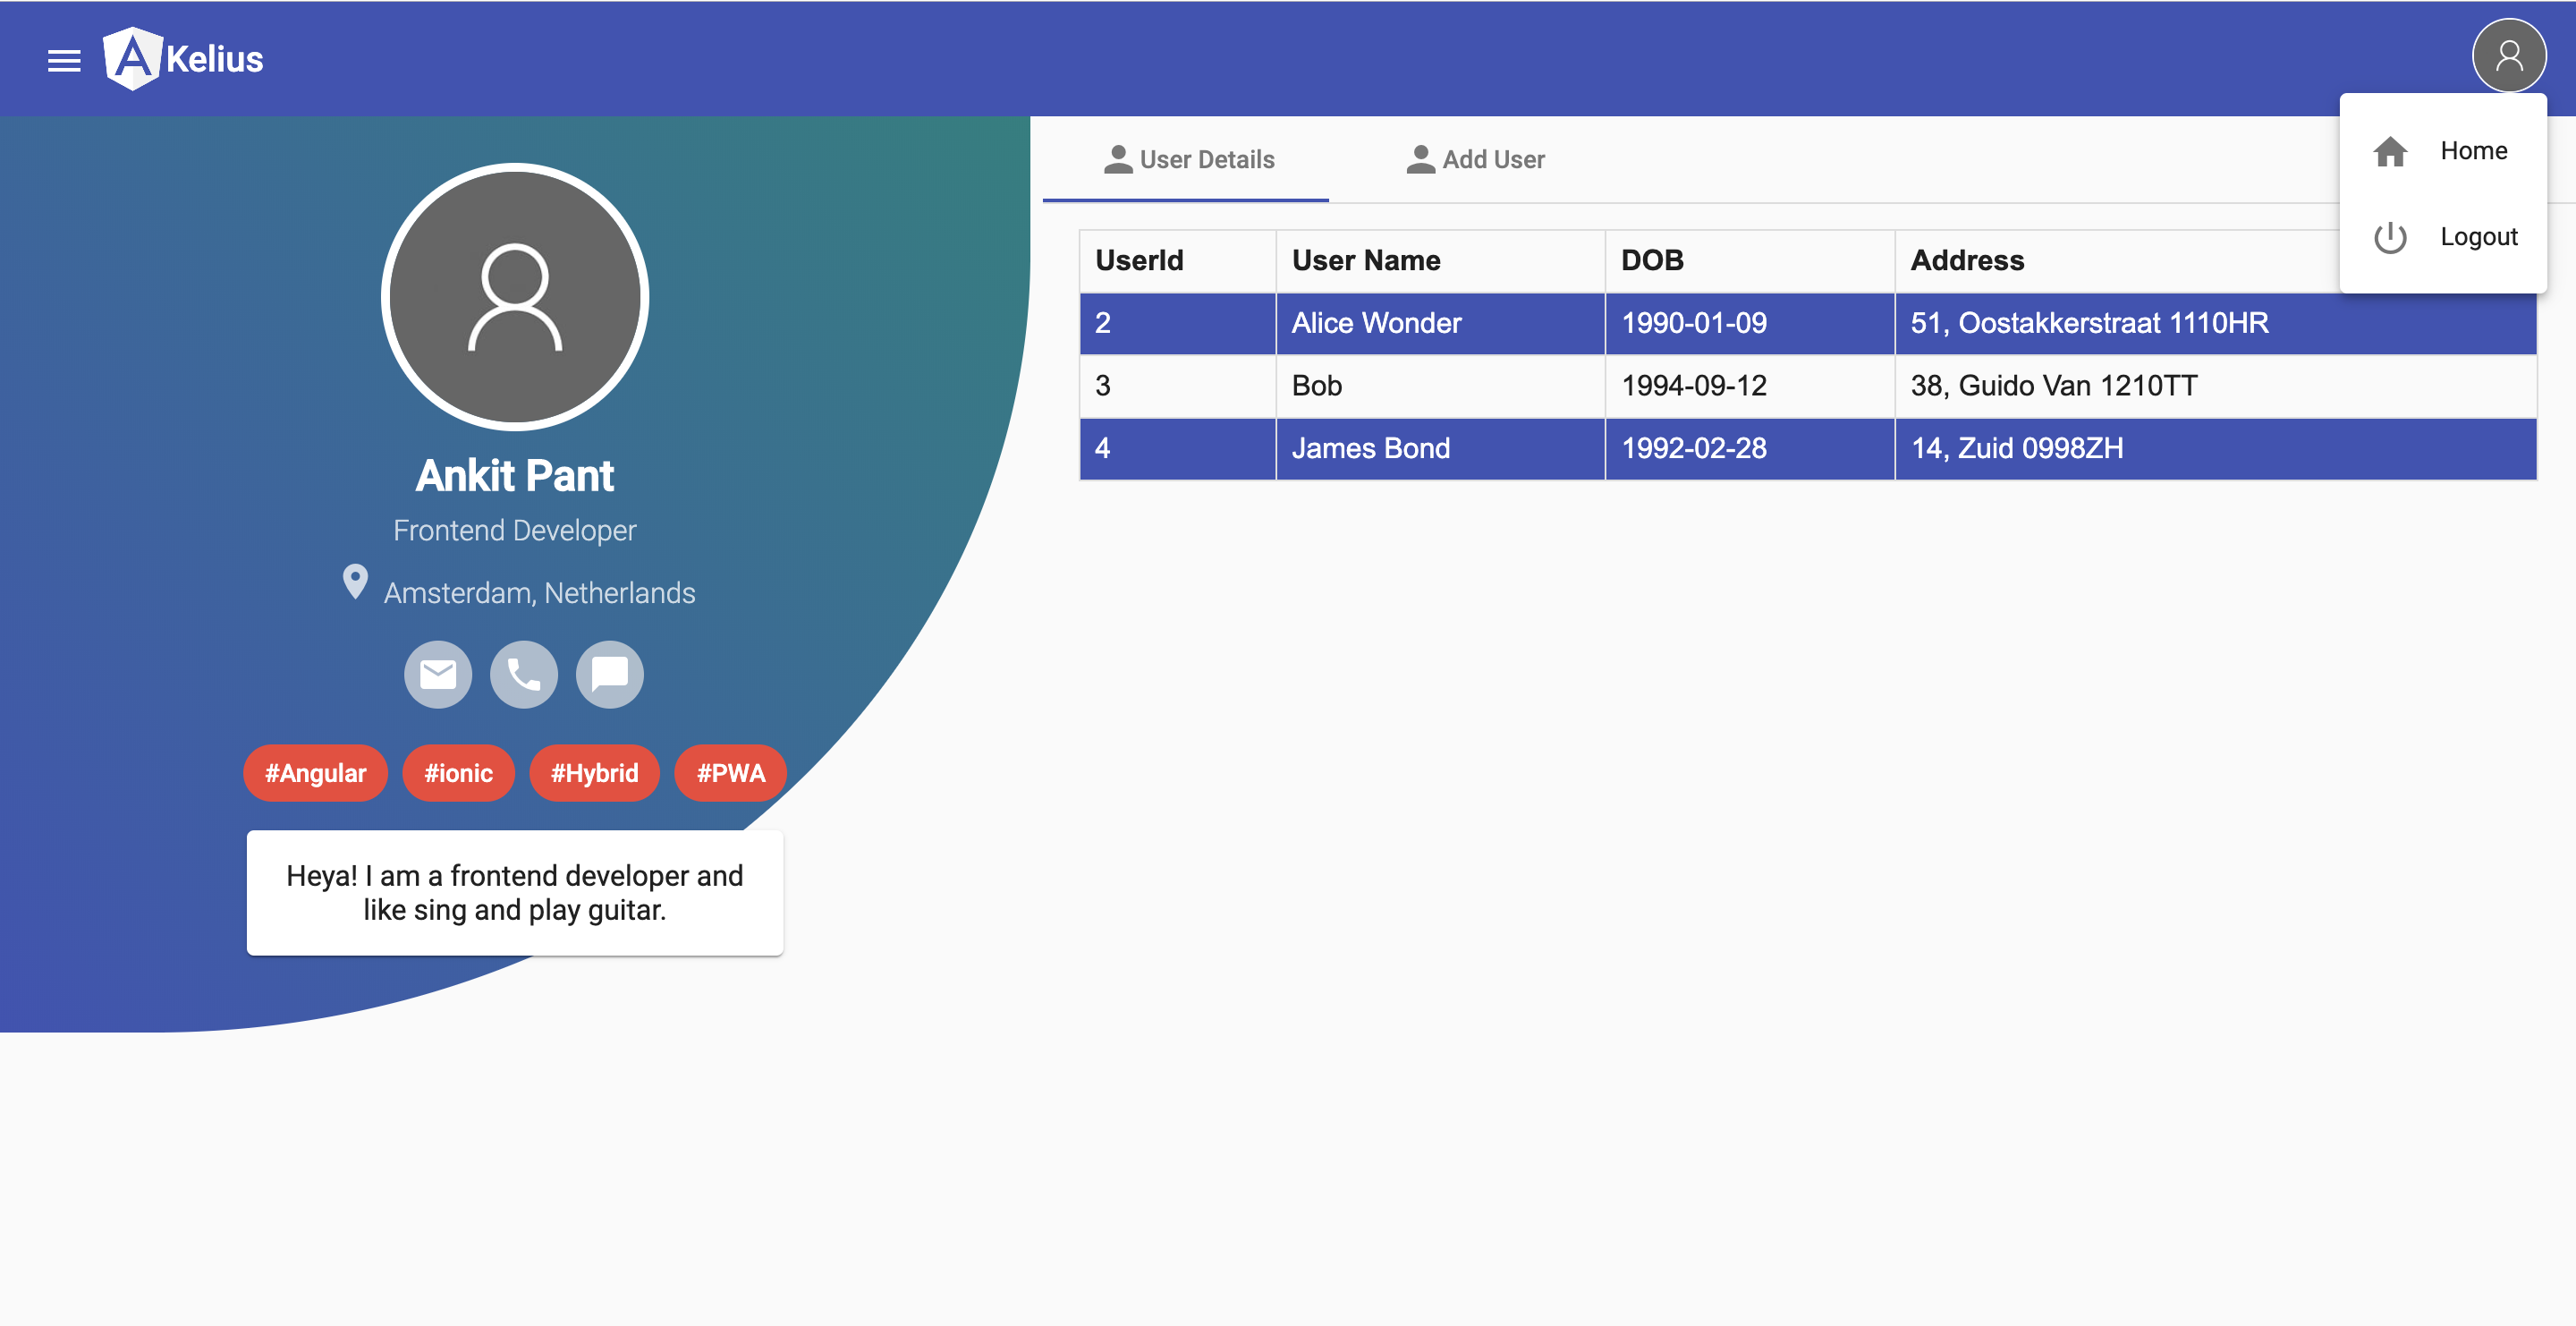 Kelius
Home
Logout
Ankit Pant
Frontend Developer
Amsterdam, Netherlands
#Angular #ionic #Hybrid #PWA
Heya! I am a frontend developer and
like sing and play guitar.
User Details Add User
UserId User Name DOB Address
2 Alice Wonder 1990-01-09 51, Oostakkerstraat 1110HR
3 Bob 1994-09-12 38, Guido Van 1210TT
4 James Bond 1992-02-28 14, Zuid 0998ZH